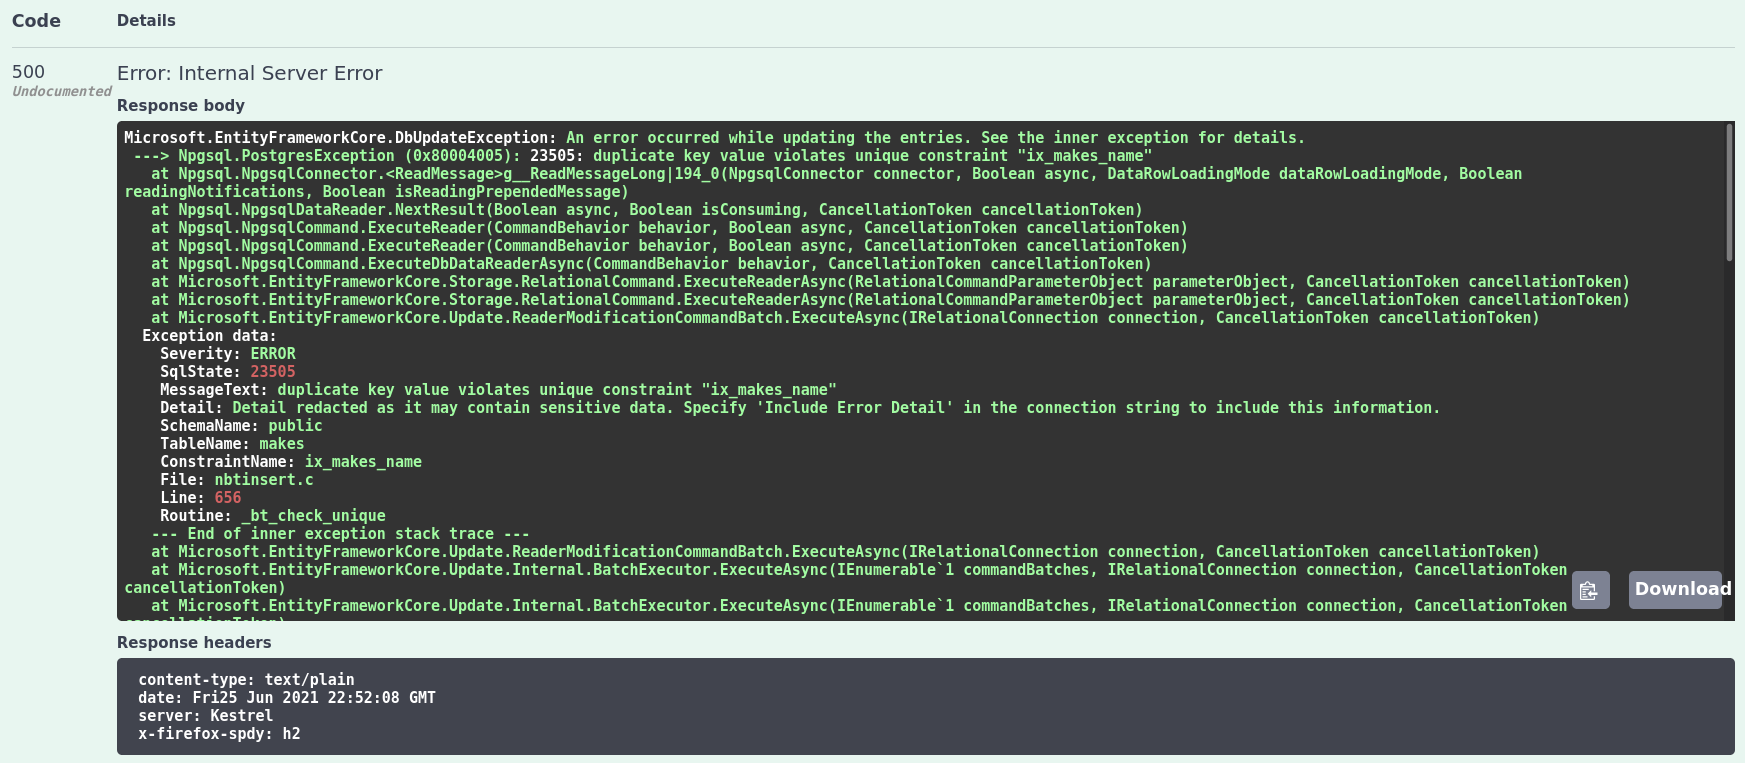 Code Details
500 Error: Internal Server Error
Undocumented
Response body
Microsoft.EntityFrameworkCore.DbUpdateException: An error occurred while updating the entries. See the inner exception for details.
 ---> Npgsql.PostgresException (0x80004005): 23505: duplicate key value violates unique constraint "ix_makes_name"
   at Npgsql.NpgsqlConnector.<ReadMessage>g__ReadMessageLong|194_0(NpgsqlConnector connector, Boolean async, DataRowLoadingMode dataRowLoadingMode, Boolean
readingNotifications, Boolean isReadingPrependedMessage)
   at Npgsql.NpgsqlDataReader.NextResult(Boolean async, Boolean isConsuming, CancellationToken cancellationToken)
   at Npgsql.NpgsqlCommand.ExecuteReader(CommandBehavior behavior, Boolean async, CancellationToken cancellationToken)
   at Npgsql.NpgsqlCommand.ExecuteReader(CommandBehavior behavior, Boolean async, CancellationToken cancellationToken)
   at Npgsql.NpgsqlCommand.ExecuteDbDataReaderAsync(CommandBehavior behavior, CancellationToken cancellationToken)
   at Microsoft.EntityFrameworkCore.Storage.RelationalCommand.ExecuteReaderAsync(RelationalCommandParameterObject parameterObject, CancellationToken cancellationToken)
   at Microsoft.EntityFrameworkCore.Storage.RelationalCommand.ExecuteReaderAsync(RelationalCommandParameterObject parameterObject, CancellationToken cancellationToken)
   at Microsoft.EntityFrameworkCore.Update.ReaderModificationCommandBatch.ExecuteAsync(IRelationalConnection connection, CancellationToken cancellationToken)
  Exception data:
    Severity: ERROR
    SqlState: 23505
    MessageText: duplicate key value violates unique constraint "ix_makes_name"
    Detail: Detail redacted as it may contain sensitive data. Specify 'Include Error Detail' in the connection string to include this information.
    SchemaName: public
    TableName: makes
    ConstraintName: ix_makes_name
    File: nbtinsert.c
    Line: 656
    Routine: _bt_check_unique
   --- End of inner exception stack trace ---
   at Microsoft.EntityFrameworkCore.Update.ReaderModificationCommandBatch.ExecuteAsync(IRelationalConnection connection, CancellationToken cancellationToken)
   at Microsoft.EntityFrameworkCore.Update.Internal.BatchExecutor.ExecuteAsync(IEnumerable`1 commandBatches, IRelationalConnection connection, CancellationToken
cancellationToken)
   at Microsoft.EntityFrameworkCore.Update.Internal.BatchExecutor.ExecuteAsync(IEnumerable`1 commandBatches, IRelationalConnection connection, CancellationToken
Download
Response headers
content-type: text/plain
date: Fri25 Jun 2021 22:52:08 GMT
server: Kestrel
x-firefox-spdy: h2